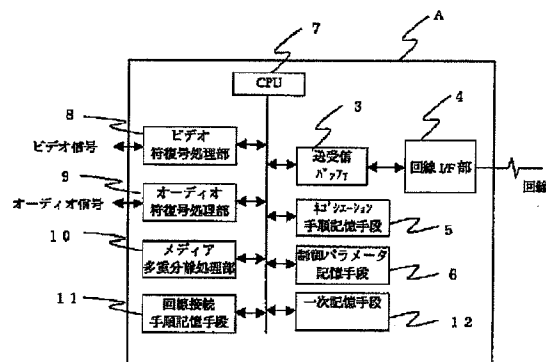 7
A
CPU
8
3
4
ビデオ信号
ビデオ
符復号処理部
送受信
バッファ
回線 I/F 部
回線
9
オーディオ信号
オーディオ
符復号処理部
ネゴシエーション
手順記憶手段
5
10
メディア
多重分離処理部
制御パラメータ
記憶手段
6
11
回線接続
手順記憶手段
一次記憶手段
12